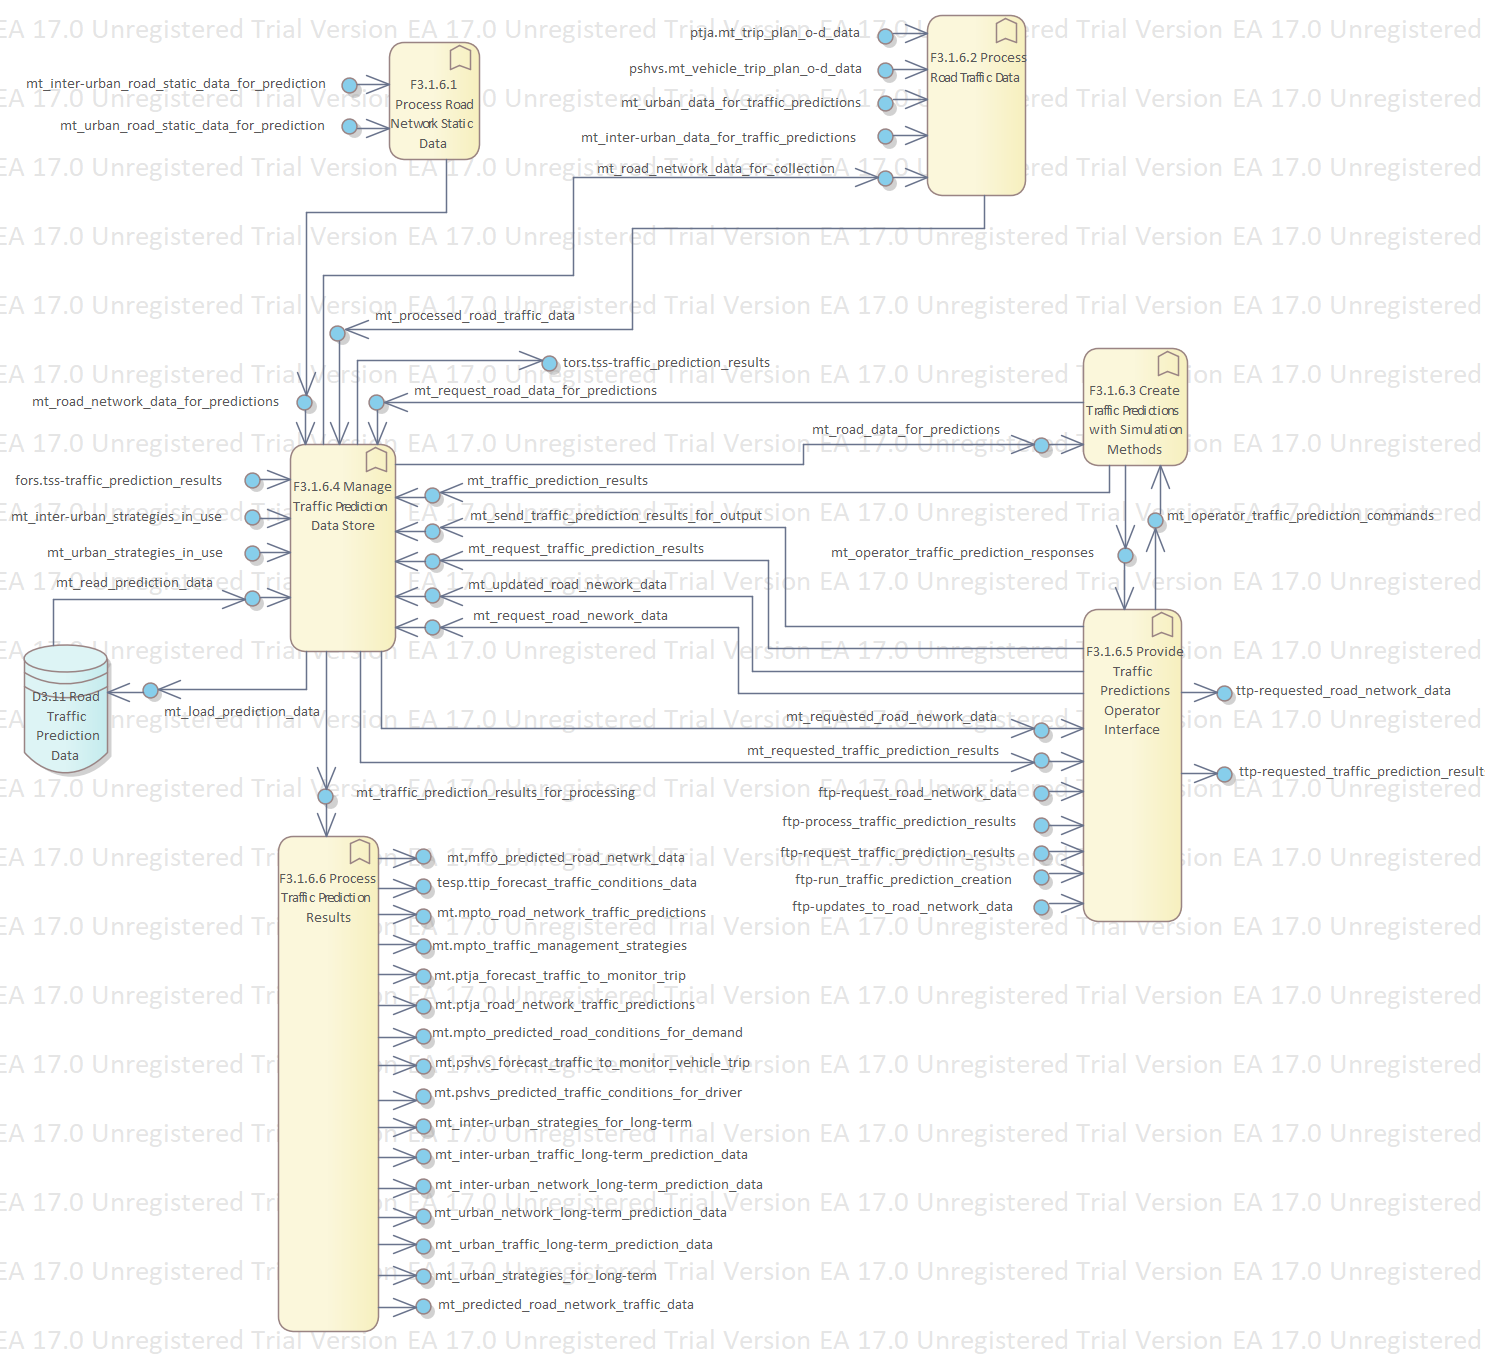 ptja.mt_trip_plan_o-d_data
pshvs.mt_vehicle_trip_plan_o-d_data
mt_urban_data_for_traffic_predictions
mt_inter-urban_data_for_traffic_predictions
mt_road_network_data_for_collection
F3.1.6.2 Process
Road Traffic Data
mt_inter-urban_road_static_data_for_prediction
mt_urban_road_static_data_for_prediction
F3.1.6.1
Process Road
Network Static
Data
mt_processed_road_traffic_data
tors.tss-traffic_prediction_results
mt_request_road_data_for_predictions
mt_road_network_data_for_predictions
mt_road_data_for_predictions
F3.1.6.3 Create
Traffic Predictions
with Simulation
Methods
fors.tss-traffic_prediction_results
mt_inter-urban_strategies_in_use
mt_urban_strategies_in_use
mt_read_prediction_data
F3.1.6.4 Manage
Traffic Prediction
Data Store
mt_traffic_prediction_results
mt_send_traffic_prediction_results_for_output
mt_request_traffic_prediction_results
mt_updated_road_nework_data
mt_request_road_nework_data
mt_operator_traffic_prediction_commands
mt_operator_traffic_prediction_responses
D3.11 Road
Traffic
Prediction
Data
mt_load_prediction_data
F3.1.6.5 Provide
Traffic
Predictions
Operator
Interface
ttp-requested_road_network_data
ttp-requested_traffic_prediction_result
mt_requested_road_nework_data
mt_requested_traffic_prediction_results
ftp-request_road_network_data
ftp-process_traffic_prediction_results
ftp-request_traffic_prediction_results
ftp-run_traffic_prediction_creation
ftp-updates_to_road_network_data
mt_traffic_prediction_results_for_processing
F3.1.6.6 Process
Traffic Prediction
Results
mt.mffo_predicted_road_netwrk_data
tesp.ttip_forecast_traffic_conditions_data
mt.mpto_road_network_traffic_predictions
mt.mpto_traffic_management_strategies
mt.ptja_forecast_traffic_to_monitor_trip
mt.ptja_road_network_traffic_predictions
mt.mpto_predicted_road_conditions_for_demand
mt.pshvs_forecast_traffic_to_monitor_vehicle_trip
mt.pshvs_predicted_traffic_conditions_for_driver
mt_inter-urban_strategies_for_long-term
mt_inter-urban_traffic_long-term_prediction_data
mt_inter-urban_network_long-term_prediction_data
mt_urban_network_long-term_prediction_data
mt_urban_traffic_long-term_prediction_data
mt_urban_strategies_for_long-term
mt_predicted_road_network_traffic_data
EA 17.0 Unregistered Trial Version EA 17.0 Unregistered Trial Version EA 17.0 Unregistered